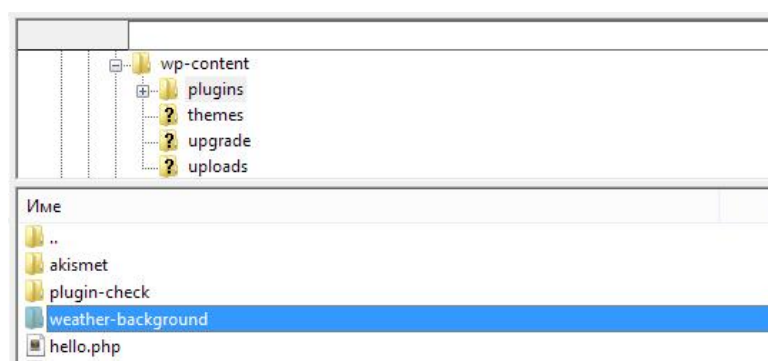 wp-content
plugins
themes
upgrade
uploads
Име
..
akismet
plugin-check
weather-background
hello.php